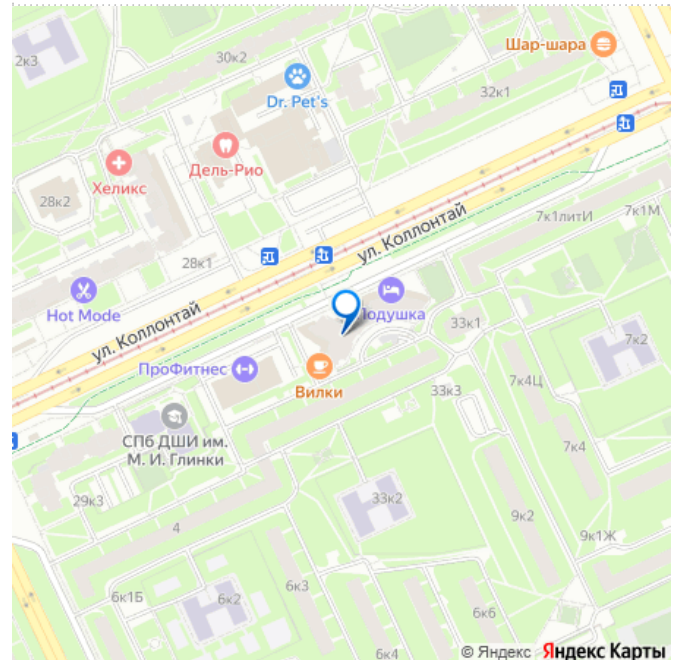 2к3
30к2
Шар-шара
Dr. Pet's
32к1
Хеликс
Дель-Рио
28к2
7к1литИ
7к1М
ул. Коллонтай
28к1
Hot Mode
ул. Коллонтай
Подушка
33к1
7к2
ПроФитнес
Вилки
33к3
7к4Ц
СПб ДШИ им.
М. И. Глинки
7к4
29к3
33к2
9к2
4
9к1Ж
6к1Б
6к2
6к3
6к6
6к4
© Яндекс Яндекс Карты